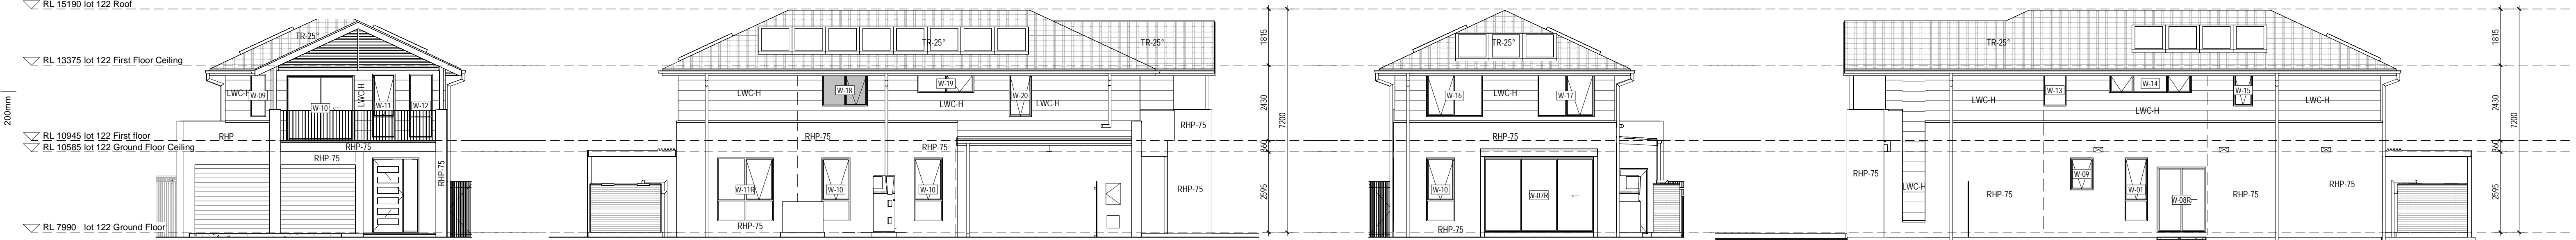 RL 15190 lot 122 Roof
RL 13375 lot 122 First Floor Ceiling
RL 10945 lot 122 First floor
RL 10585 lot 122 Ground Floor Ceiling
RL 7990 lot 122 Ground Floor
2000mm
TR-25°
LWC-H
W-09
W-10
LWC-H
W-11
W-12
RHP
RHP-75
RHP-75
RHP-75
TR-25°
TR-25°
LWC-H
W-18
W-19
LWC-H
W-20
LWC-H
RHP-75
RHP-75
RHP-75
W-11R
W-10
W-10
RHP-75
RHP-75
1815
2430
360
2595
7200
TR-25°
W-16
LWC-H
W-17
RHP-75
W-10
W-07R
RHP-75
TR-25°
LWC-H
W-13
W-14
LWC-H
W-15
LWC-H
RHP-75
LWC-H
RHP-75
W-09
W-01
W-08R
RHP-75
RHP-75
1815
2430
360
2595
7200